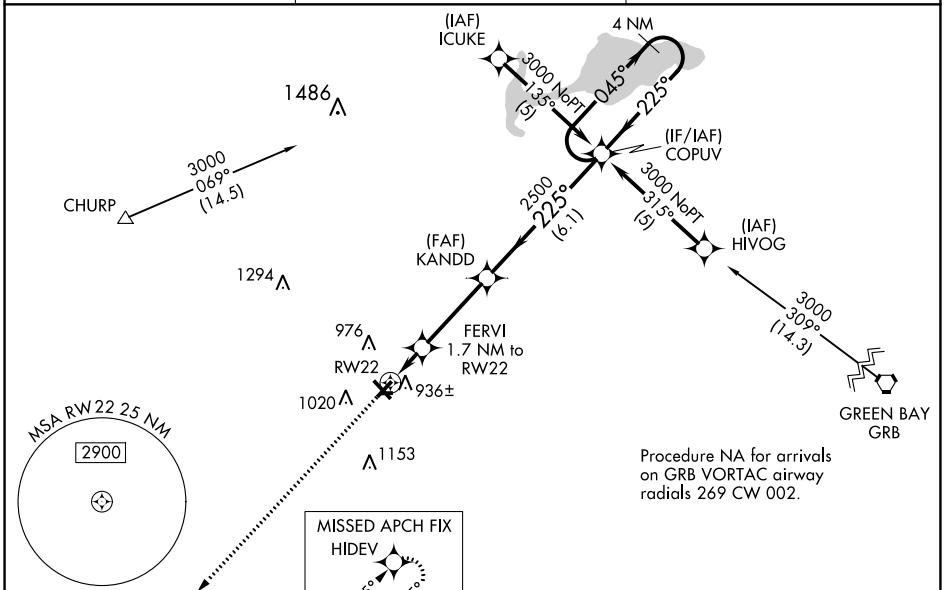 (IAF)
ICUKE
4 NM
3000 NoPT
135°
(5)
045°
225°
1486
(IF/IAF)
COPUV
3000
069°
(14.5)
CHURP
2500
225°
(6.1)
3000 NoPT
315°
(5)
(IAF)
HIVOG
(FAF)
KANDD
1294
3000
309°
(14.3)
976
FERVI
1.7 NM to
RW22
RW22
936±
1020
GREEN BAY
GRB
MSA RW 22 25 NM
2900
1153
Procedure NA for arrivals
on GRB VORTAC airway
radials 269 CW 002.
MISSED APCH FIX
HIDEV